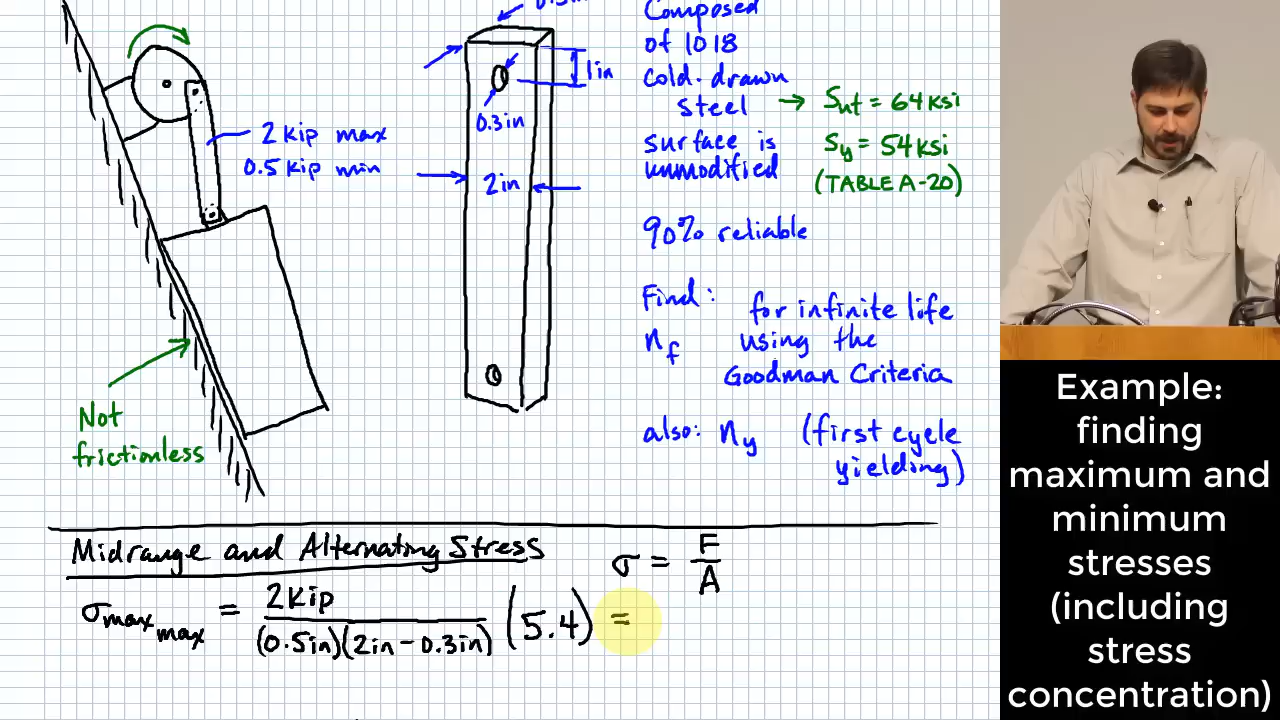 0.5in
Composed
of 1018
cold-drawn
steel → Sut = 64 ksi
surface is
unmodified
Sy = 54 ksi
(TABLE A-20)
90% reliable
Find: for infinite life
nf using the
Goodman Criteria
also: ny (first cycle
yielding)
2 kip max
0.5 kip min
1in
0.3in
2in
Not
frictionless
Midrange and Alternating Stress
σ = F/A
σmax max = 2 Kip / (0.5in)(2in - 0.3in) (5.4) =
Example:
finding
maximum and
minimum
stresses
(including
stress
concentration)